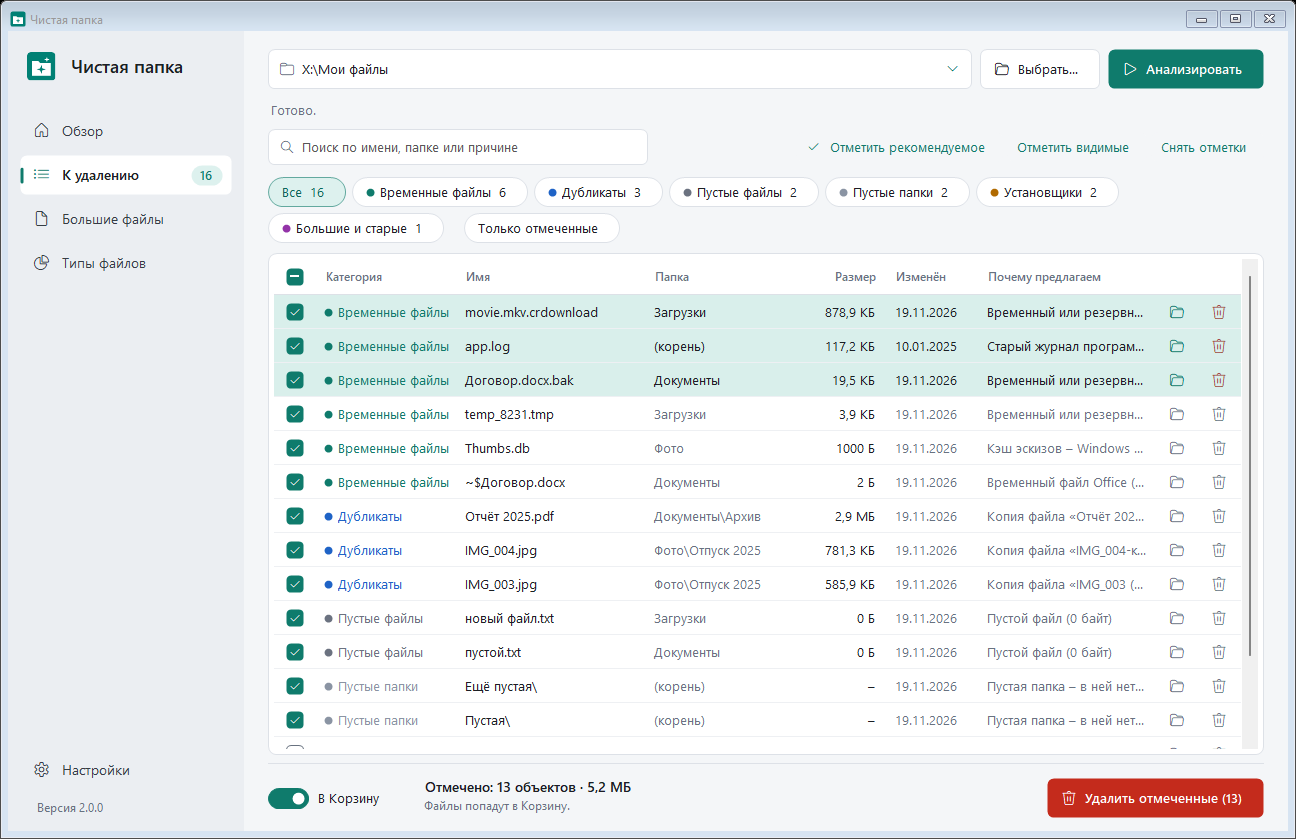 Чистая папка
Чистая папка
Обзор
К удалению 16
Большие файлы
Типы файлов
Настройки
Версия 2.0.0
X:\Мои файлы
Выбрать...
Анализировать
Готово.
Поиск по имени, папке или причине
Отметить рекомендуемое
Отметить видимые
Снять отметки
Все 16
Временные файлы 6
Дубликаты 3
Пустые файлы 2
Пустые папки 2
Установщики 2
Большие и старые 1
Только отмеченные
Категория Имя Папка Размер Изменён Почему предлагаем
Временные файлы movie.mkv.crdownload Загрузки 878,9 КБ 19.11.2026 Временный или резервн...
Временные файлы app.log (корень) 117,2 КБ 10.01.2025 Старый журнал програм...
Временные файлы Договор.docx.bak Документы 19,5 КБ 19.11.2026 Временный или резервн...
Временные файлы temp_8231.tmp Загрузки 3,9 КБ 19.11.2026 Временный или резервн...
Временные файлы Thumbs.db Фото 1000 Б 19.11.2026 Кэш эскизов – Windows ...
Временные файлы ~$Договор.docx Документы 2 Б 19.11.2026 Временный файл Office (...
Дубликаты Отчёт 2025.pdf Документы\Архив 2,9 МБ 19.11.2026 Копия файла «Отчёт 202...
Дубликаты IMG_004.jpg Фото\Отпуск 2025 781,3 КБ 19.11.2026 Копия файла «IMG_004-к...
Дубликаты IMG_003.jpg Фото\Отпуск 2025 585,9 КБ 19.11.2026 Копия файла «IMG_003 (...
Пустые файлы новый файл.txt Загрузки 0 Б 19.11.2026 Пустой файл (0 байт)
Пустые файлы пустой.txt Документы 0 Б 19.11.2026 Пустой файл (0 байт)
Пустые папки Ещё пустая\ (корень) – 19.11.2026 Пустая папка – в ней нет...
Пустые папки Пустая\ (корень) – 19.11.2026 Пустая папка – в ней нет...
В Корзину
Отмечено: 13 объектов · 5,2 МБ
Файлы попадут в Корзину.
Удалить отмеченные (13)